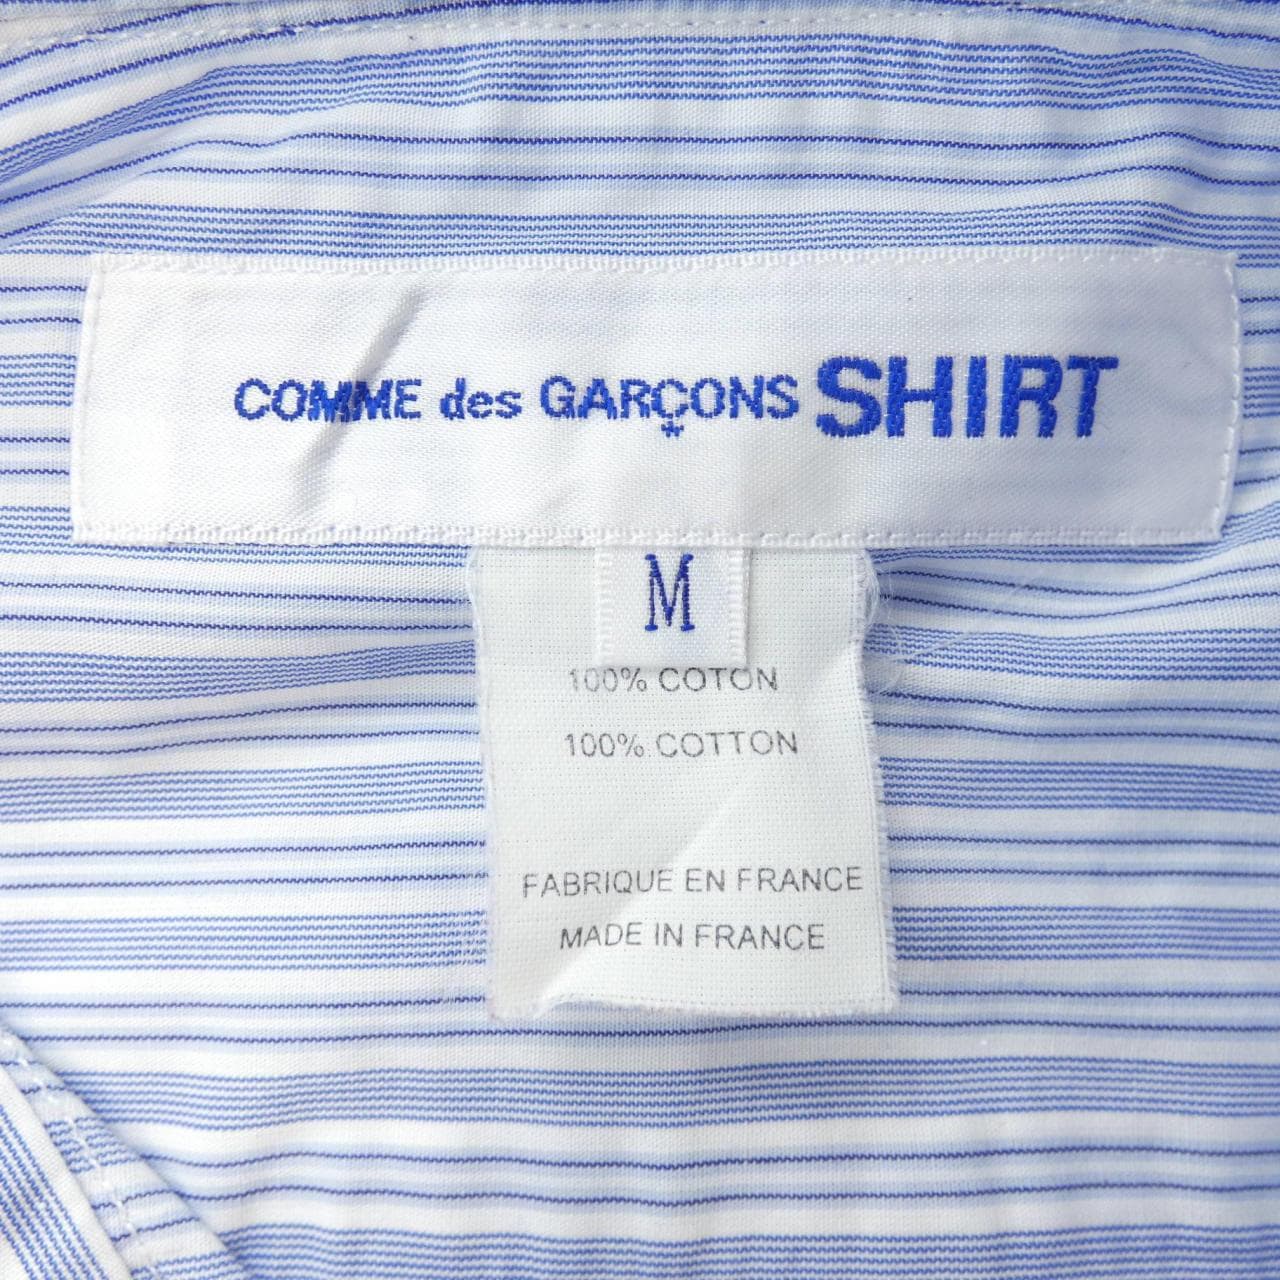 COMME des GARÇONS SHIRT
M
100% COTON
100% COTTON
FABRIQUE EN FRANCE
MADE IN FRANCE